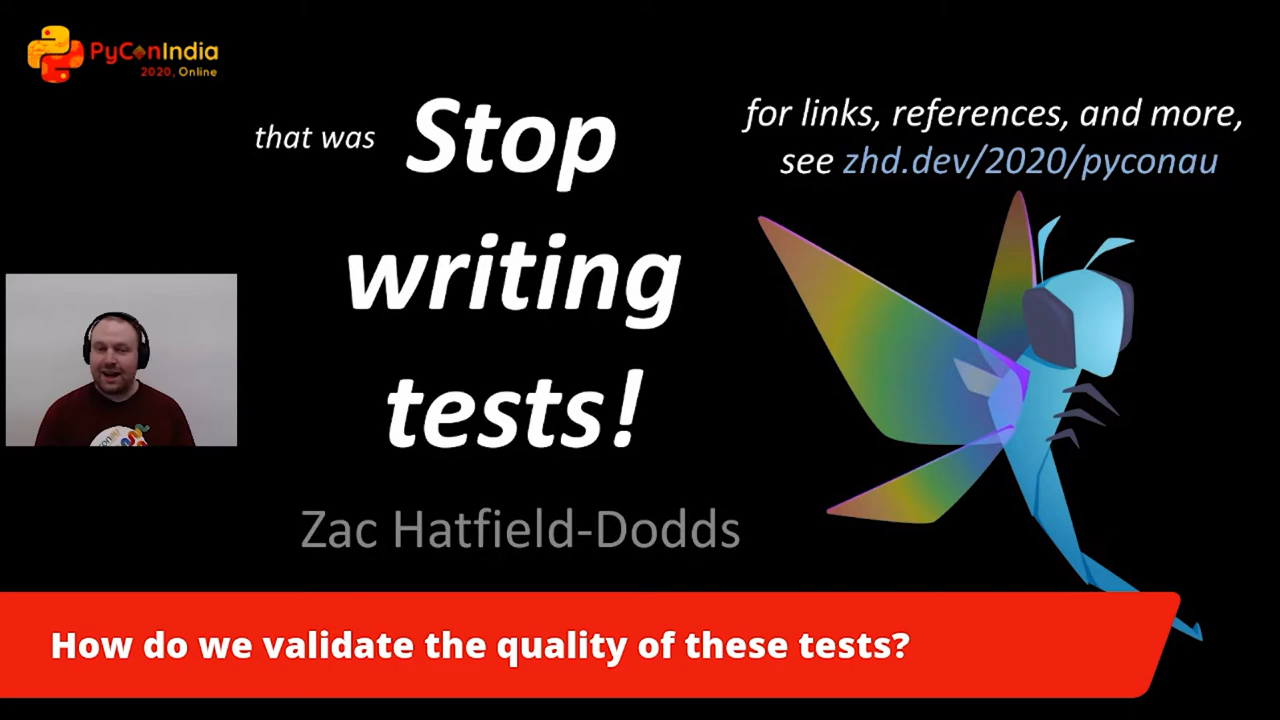 PyConIndia
2020, Online
that was Stop
writing
tests!
for links, references, and more,
see zhd.dev/2020/pyconau
Zac Hatfield-Dodds
How do we validate the quality of these tests?